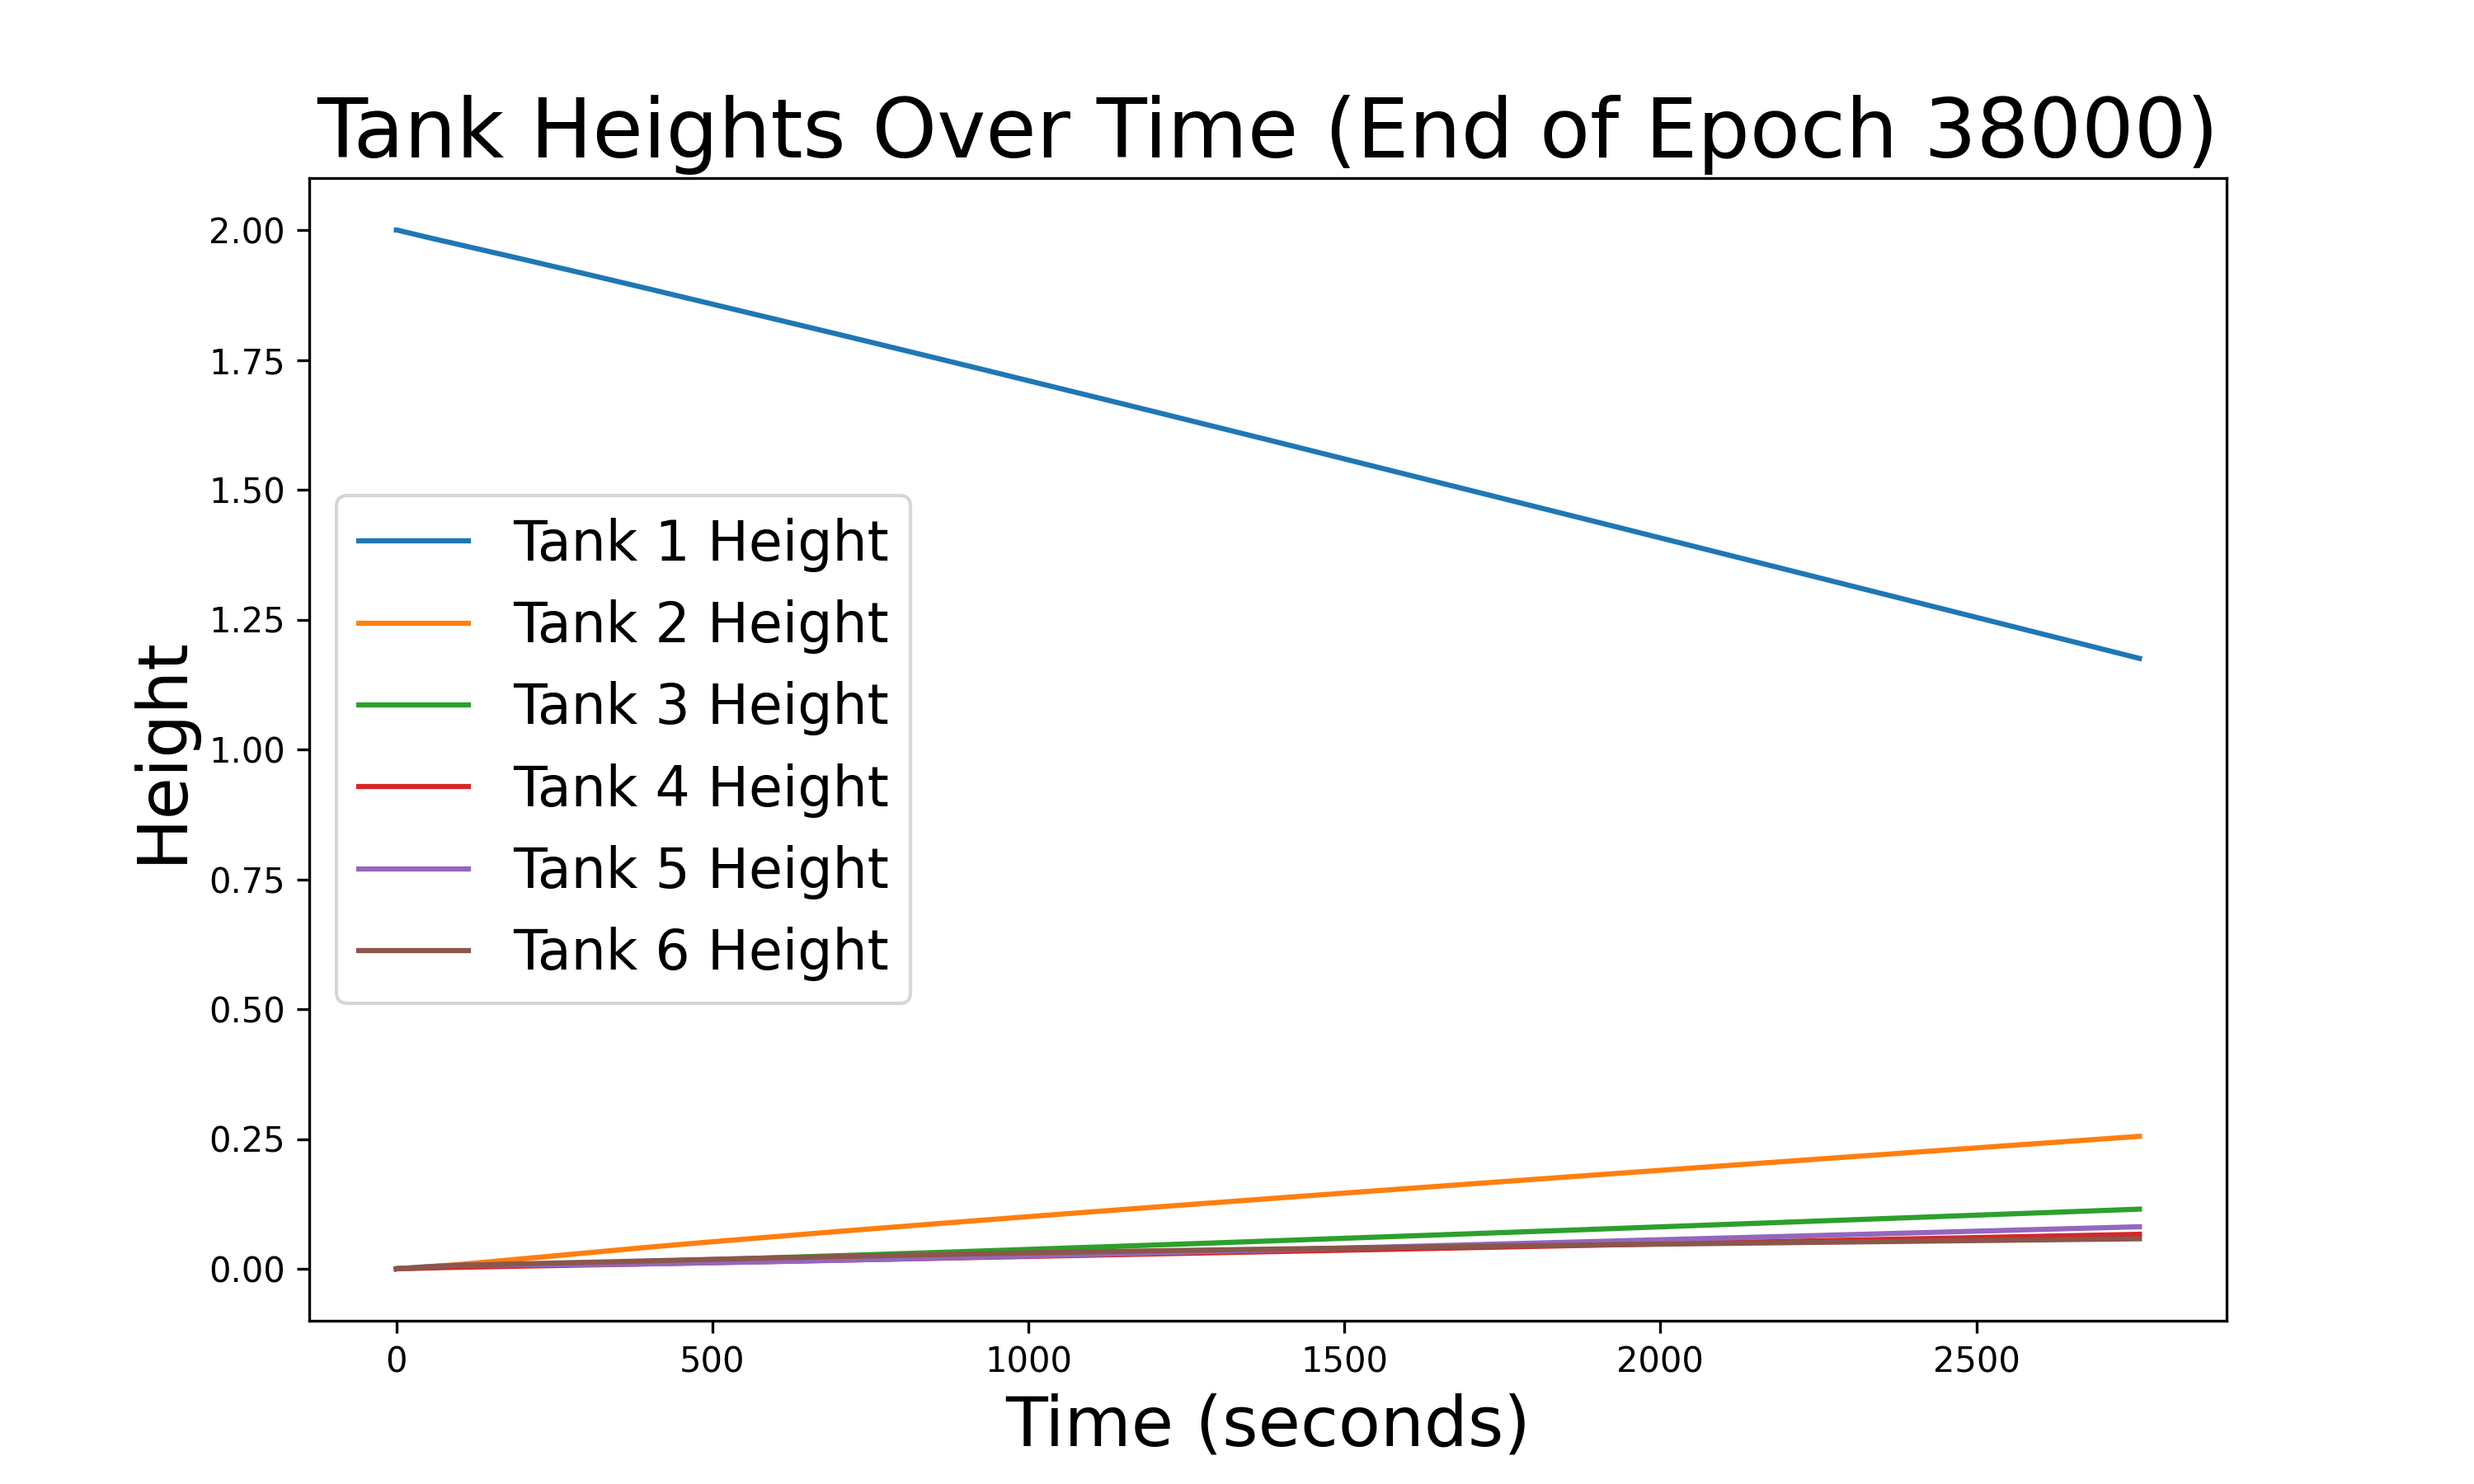 Tank Heights Over Time (End of Epoch 38000)
2.00
1.75
1.50
1.25
1.00
0.75
0.50
0.25
0.00
Height
Tank 1 Height
Tank 2 Height
Tank 3 Height
Tank 4 Height
Tank 5 Height
Tank 6 Height
0 500 1000 1500 2000 2500
Time (seconds)